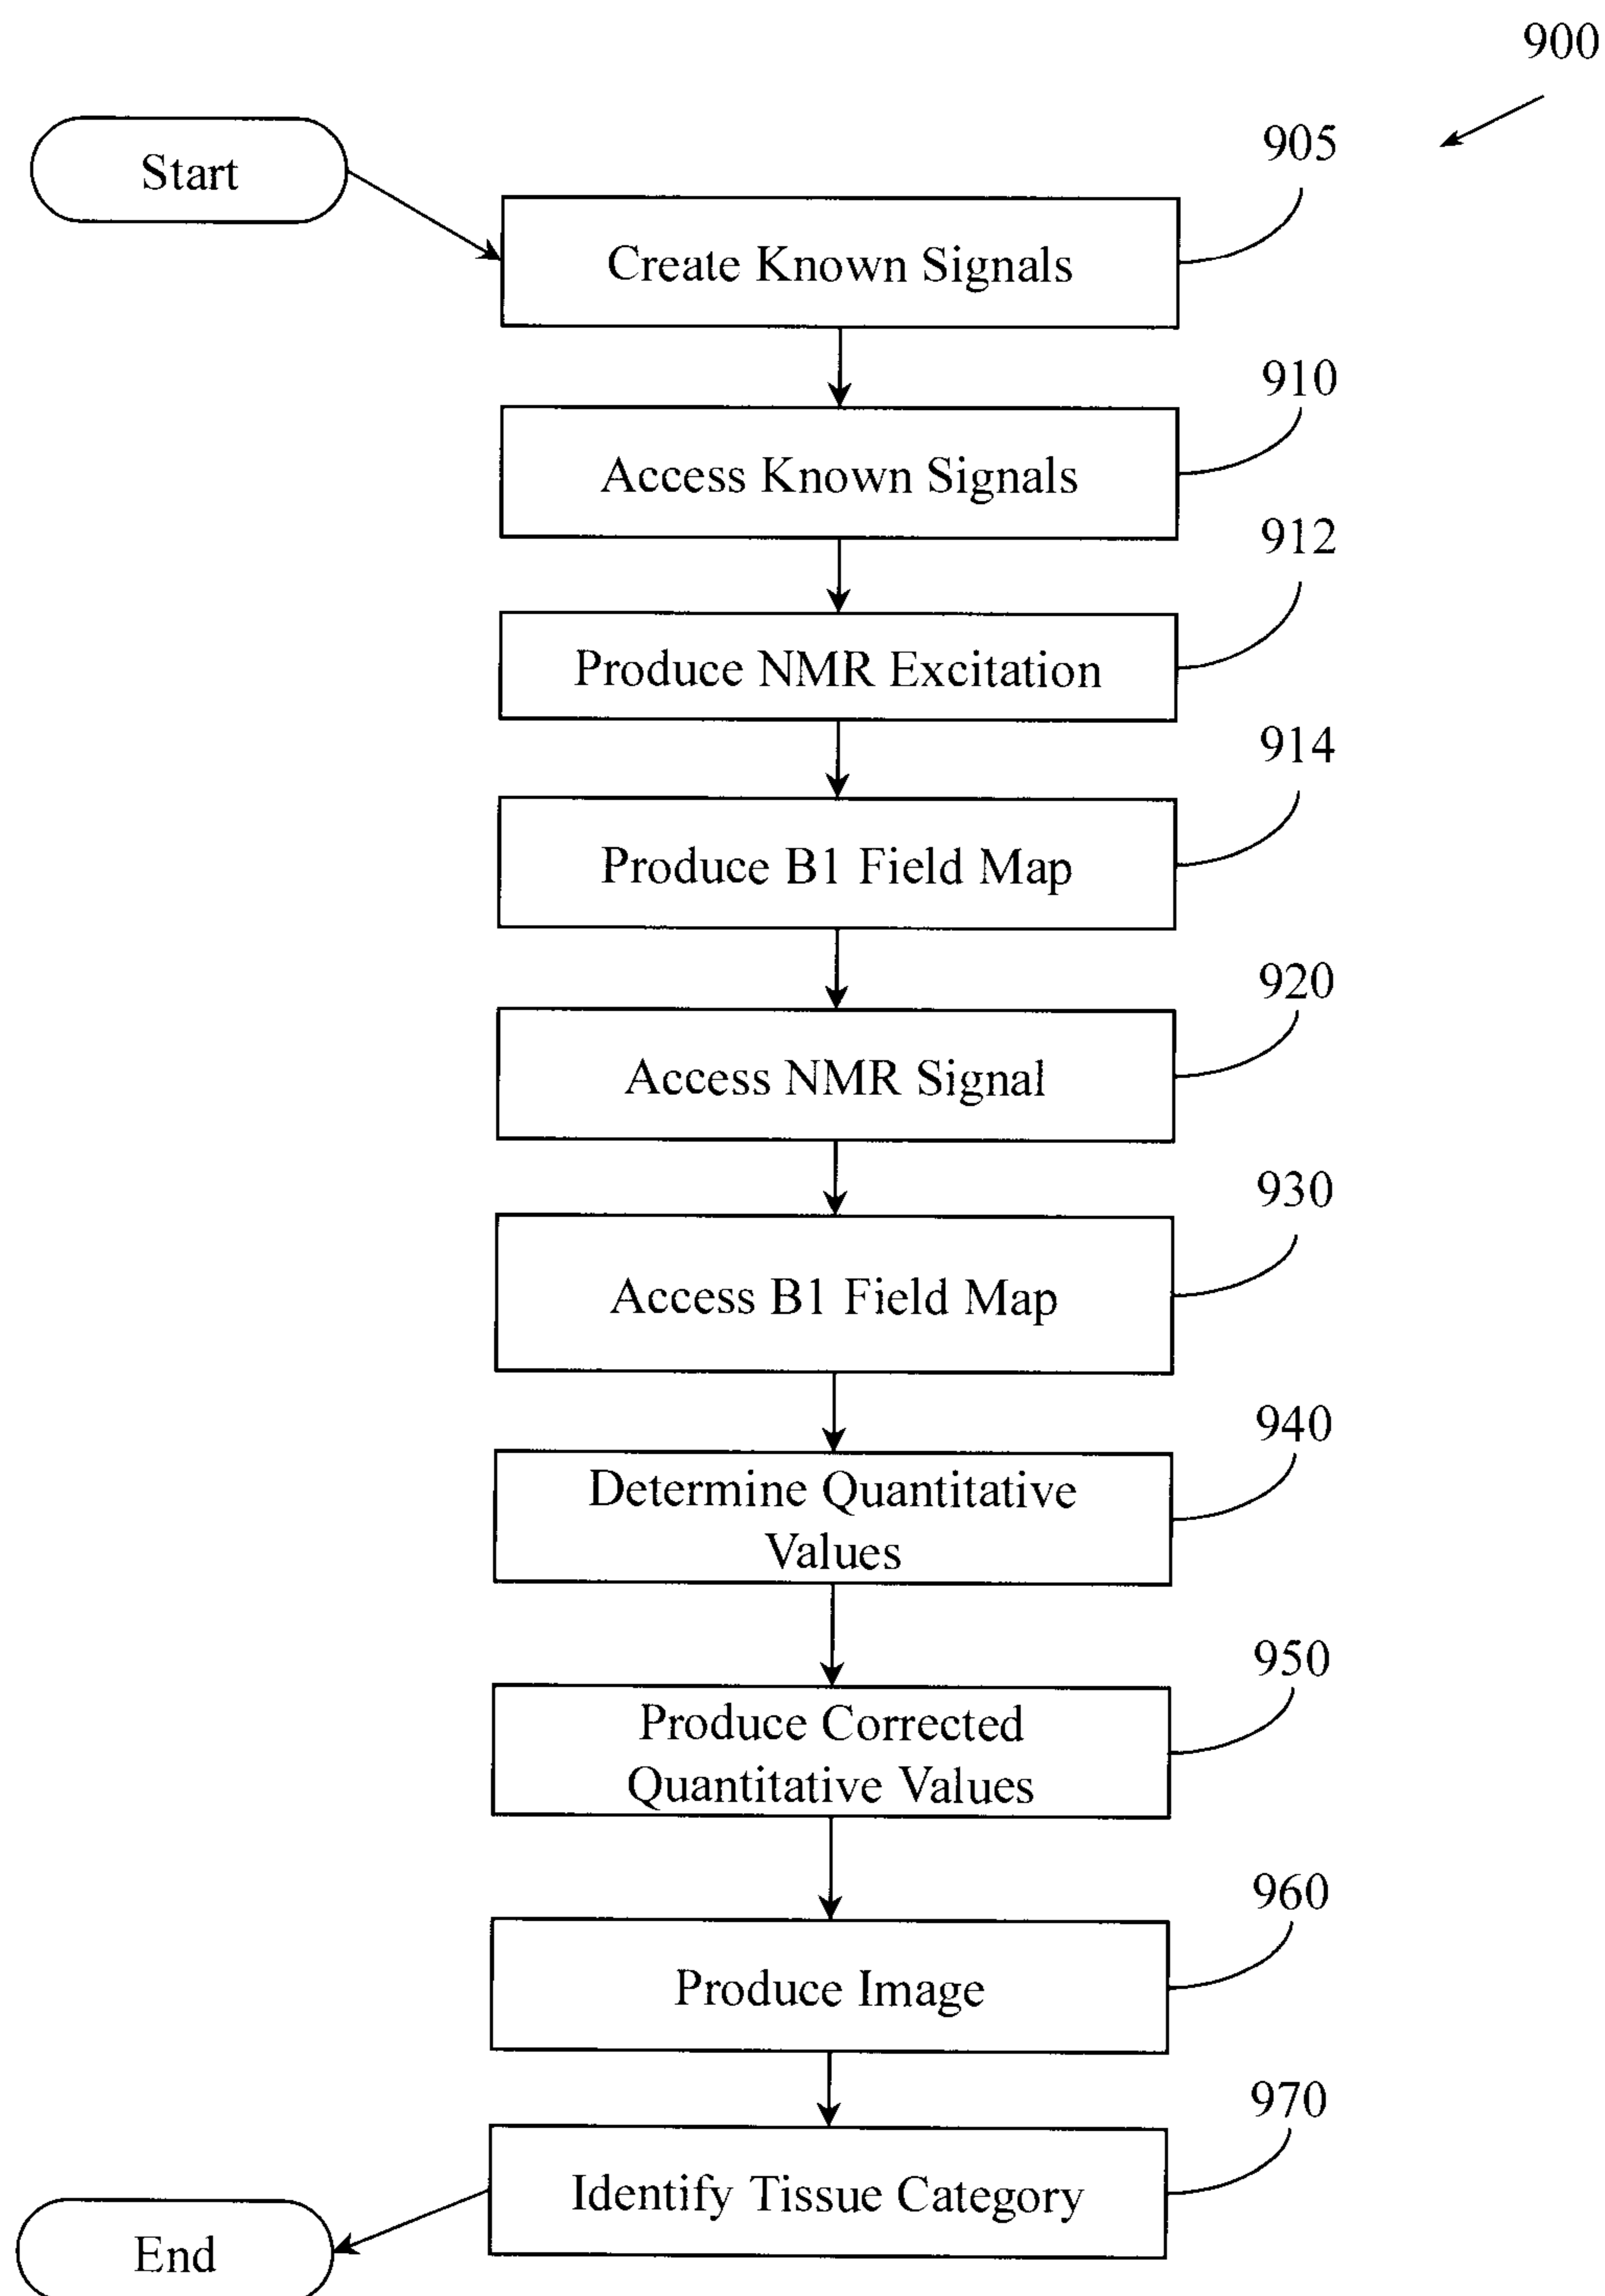 900
Start
905
Create Known Signals
910
Access Known Signals
912
Produce NMR Excitation
914
Produce B1 Field Map
920
Access NMR Signal
930
Access B1 Field Map
940
Determine Quantitative
Values
950
Produce Corrected
Quantitative Values
960
Produce Image
970
Identify Tissue Category
End